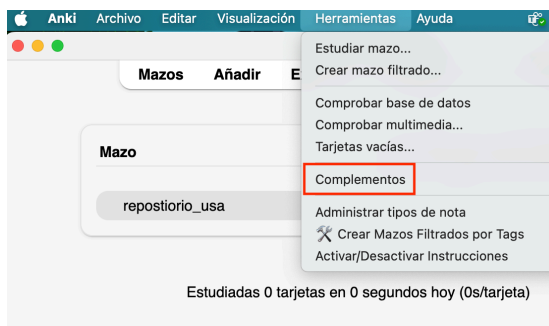 Anki Archivo Editar Visualización Herramientas Ayuda
Estudiar mazo...
Crear mazo filtrado...
Mazos Añadir E
Comprobar base de datos
Comprobar multimedia...
Tarjetas vacías...
Mazo
Complementos
repostiorio_usa
Administrar tipos de nota
Crear Mazos Filtrados por Tags
Activar/Desactivar Instrucciones
Estudiadas 0 tarjetas en 0 segundos hoy (0s/tarjeta)